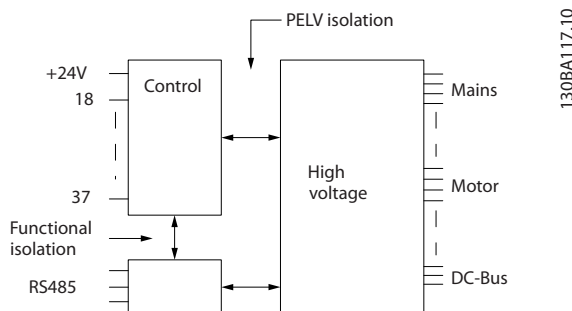 PELV isolation
130BA117.10
+24V
Control
Mains
18
High
voltage
Motor
37
Functional
isolation
RS485
DC-Bus